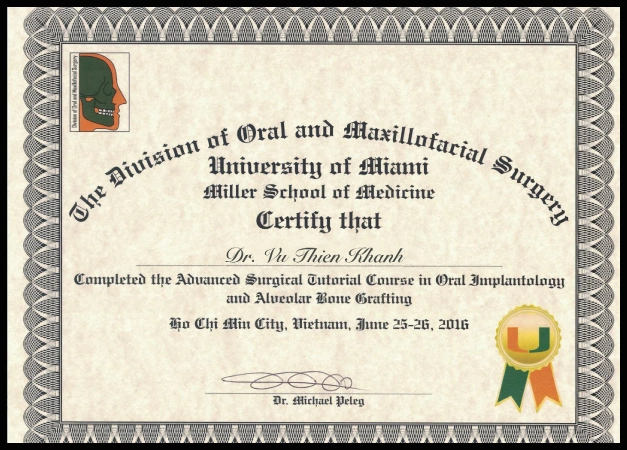 Division of Oral and Maxillofacial Surgery
The Division of Oral and Maxillofacial Surgery
University of Miami
Miller School of Medicine
Certify that
Dr. Vu Thien Khanh
Completed the Advanced Surgical Tutorial Course in Oral Implantology
and Alveolar Bone Grafting
Ho Chi Min City, Vietnam, June 25-26, 2016
U
Dr. Michael Peleg